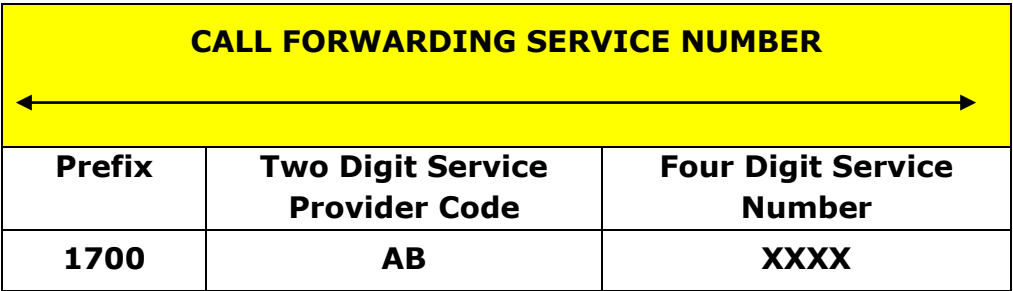 CALL FORWARDING SERVICE NUMBER
Prefix
Two Digit Service
Provider Code
Four Digit Service
Number
1700
AB
XXXX